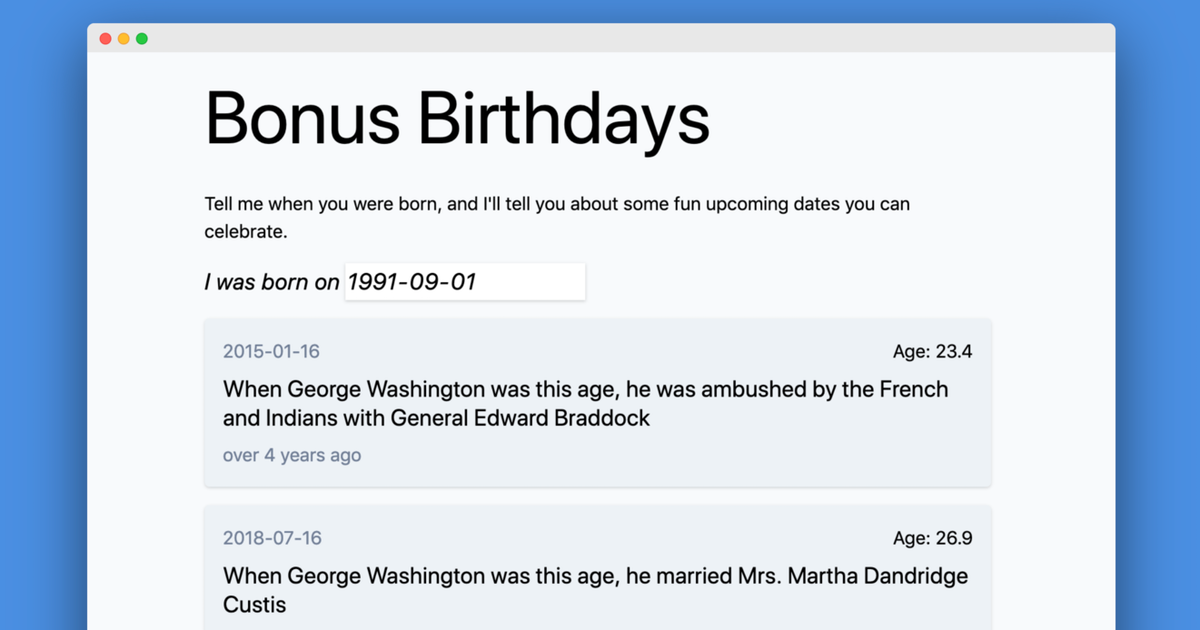 Bonus Birthdays
Tell me when you were born, and I'll tell you about some fun upcoming dates you can
celebrate.
I was born on 1991-09-01
2015-01-16 Age: 23.4
When George Washington was this age, he was ambushed by the French
and Indians with General Edward Braddock
over 4 years ago
2018-07-16 Age: 26.9
When George Washington was this age, he married Mrs. Martha Dandridge
Custis